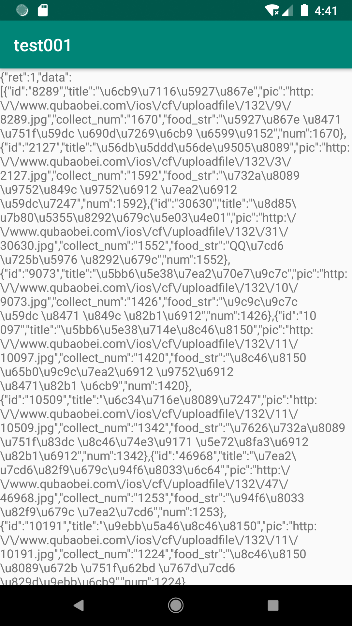 4:41
test001
{"ret":1,"data":
[{"id":"8289","title":"\u6cb9\u7116\u5927\u867e","pic":"http:
\/\/www.qubaobei.com\/ios\/cf\/uploadfile\/132\/9\/
8289.jpg","collect_num":"1670","food_str":"\u5927\u867e \u8471
\u751f\u59dc \u690d\u7269\u6cb9 \u6599\u9152","num":1670},
{"id":"2127","title":"\u56db\u5ddd\u56de\u9505\u8089","pic":"http:
\/\/www.qubaobei.com\/ios\/cf\/uploadfile\/132\/3\/
2127.jpg","collect_num":"1592","food_str":"\u732a\u8089
\u9752\u849c \u9752\u6912 \u7ea2\u6912
\u59dc\u7247","num":1592},{"id":"30630","title":"\u8d85\
u7b80\u5355\u8292\u679c\u5e03\u4e01","pic":"http:\/
\/www.qubaobei.com\/ios\/cf\/uploadfile\/132\/31\/
30630.jpg","collect_num":"1552","food_str":"QQ\u7cd6
\u725b\u5976 \u8292\u679c","num":1552},
{"id":"9073","title":"\u5bb6\u5e38\u7ea2\u70e7\u9c7c","pic":"http:
\/\/www.qubaobei.com\/ios\/cf\/uploadfile\/132\/10\/
9073.jpg","collect_num":"1426","food_str":"\u9c9c\u9c7c
\u59dc \u8471 \u849c \u82b1\u6912","num":1426},{"id":"10
097","title":"\u5bb6\u5e38\u714e\u8c46\u8150","pic":"http:
\/\/www.qubaobei.com\/ios\/cf\/uploadfile\/132\/11\/
10097.jpg","collect_num":"1420","food_str":"\u8c46\u8150
\u65b0\u9c9c\u7ea2\u6912 \u9752\u6912
\u8471\u82b1 \u6cb9","num":1420},
{"id":"10509","title":"\u6c34\u716e\u8089\u7247","pic":"http:
\/\/www.qubaobei.com\/ios\/cf\/uploadfile\/132\/11\/
10509.jpg","collect_num":"1342","food_str":"\u7626\u732a\u8089
\u751f\u83dc \u8c46\u74e3\u9171 \u5e72\u8fa3\u6912
\u82b1\u6912","num":1342},{"id":"46968","title":"\u7ea2\
u7cd6\u82f9\u679c\u94f6\u8033\u6c64","pic":"http:\/
\/www.qubaobei.com\/ios\/cf\/uploadfile\/132\/47\/
46968.jpg","collect_num":"1253","food_str":"\u94f6\u8033
\u82f9\u679c \u7ea2\u7cd6","num":1253},
{"id":"10191","title":"\u9ebb\u5a46\u8c46\u8150","pic":"http:
\/\/www.qubaobei.com\/ios\/cf\/uploadfile\/132\/11\/
10191.jpg","collect_num":"1224","food_str":"\u8c46\u8150
\u8089\u672b \u751f\u62bd \u767d\u7cd6
\u829d\u9ebb\u6cb9","num":1224}